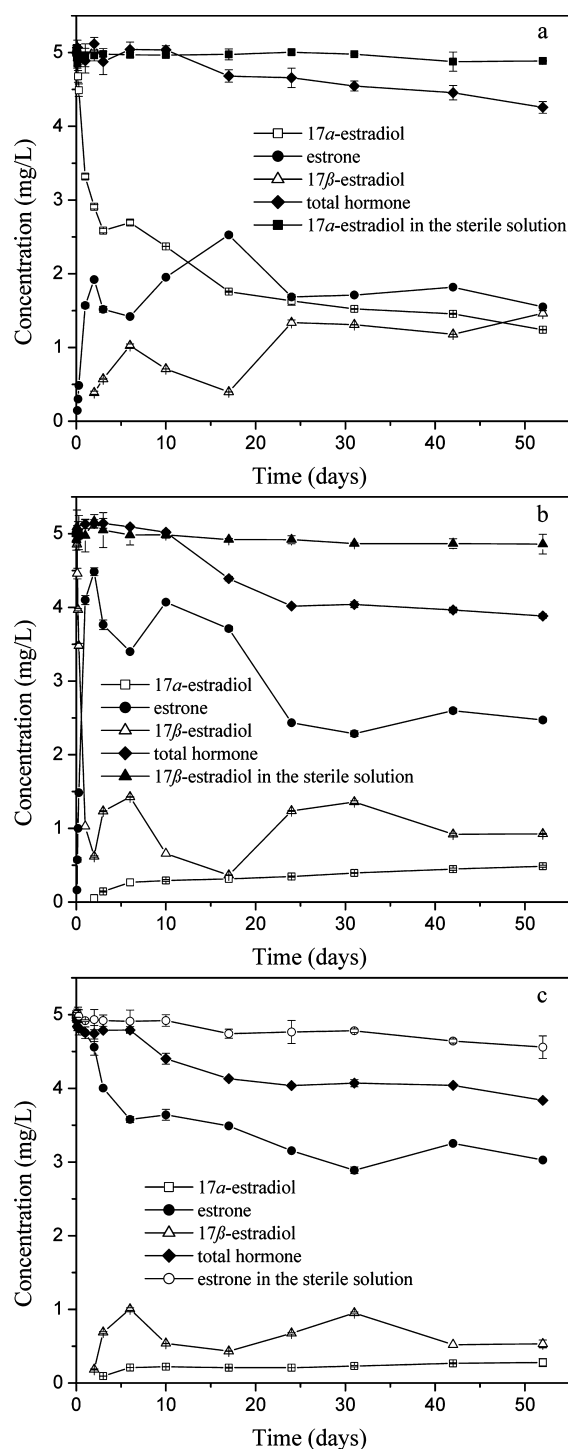 a
5
4
3
2
1
0
Concentration (mg/L)
17a-estradiol
estrone
17β-estradiol
total hormone
17a-estradiol in the sterile solution
0 10 20 30 40 50
Time (days)
b
5
4
3
2
1
0
Concentration (mg/L)
17a-estradiol
estrone
17β-estradiol
total hormone
17β-estradiol in the sterile solution
0 10 20 30 40 50
Time (days)
c
5
4
3
2
1
0
Concentration (mg/L)
17a-estradiol
estrone
17β-estradiol
total hormone
estrone in the sterile solution
0 10 20 30 40 50
Time (days)